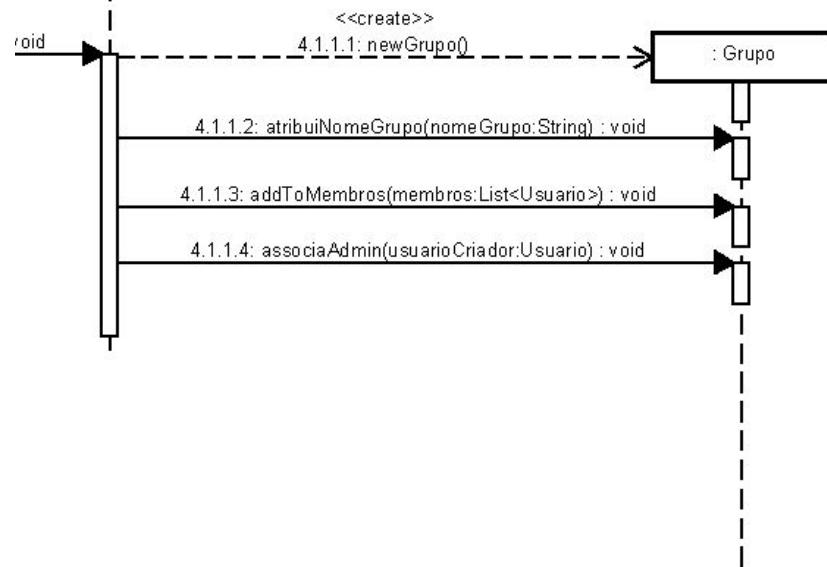 <<create>>
void
4.1.1.1: newGrupo()
: Grupo
4.1.1.2: atribuiNomeGrupo(nomeGrupo:String) : void
4.1.1.3: addToMembros(membros:List<Usuario>) : void
4.1.1.4: associaAdmin(usuarioCriador:Usuario) : void